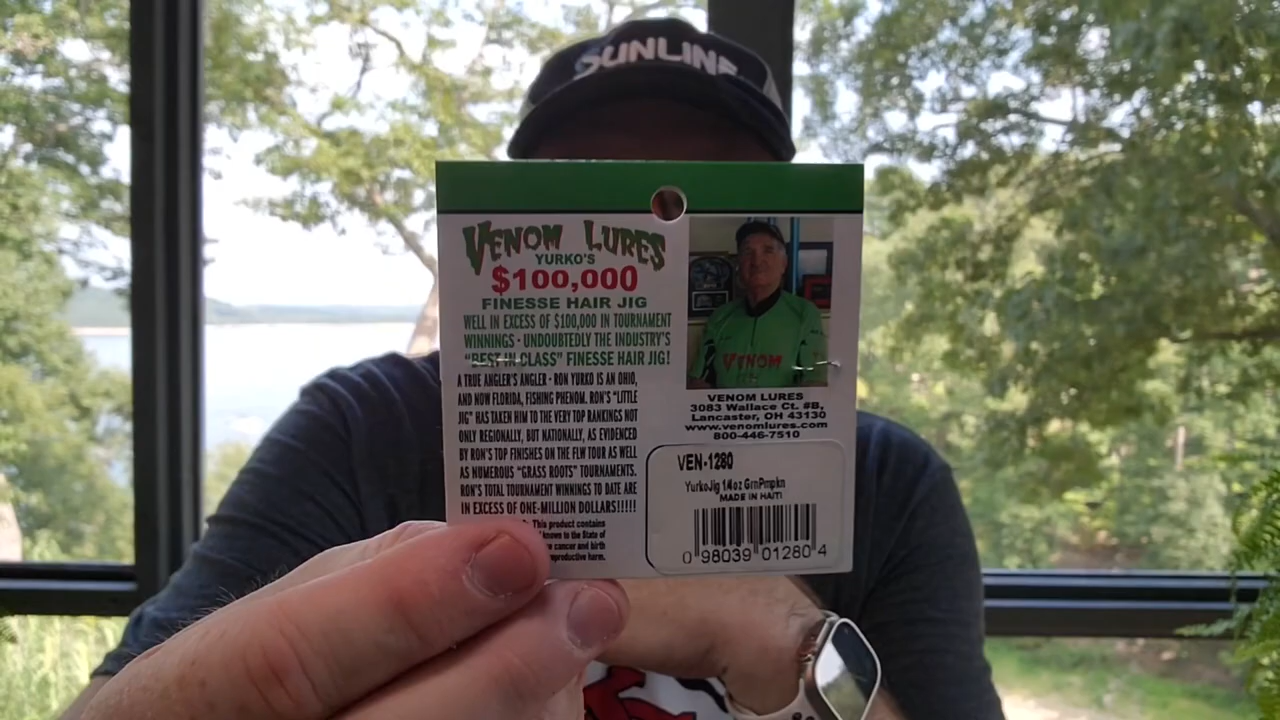 SUNLINE
VENOM LURES
YURKO'S
$100,000
FINESSE HAIR JIG
WELL IN EXCESS OF $100,000 IN TOURNAMENT
WINNINGS - UNDOUBTEDLY THE INDUSTRY'S
"BEST IN CLASS" FINESSE HAIR JIG!
A TRUE ANGLER'S ANGLER - RON YURKO IS AN OHIO,
AND NOW FLORIDA, FISHING PHENOM. RON'S "LITTLE
JIG" HAS TAKEN HIM TO THE VERY TOP RANKINGS NOT
ONLY REGIONALLY, BUT NATIONALLY, AS EVIDENCED
BY RON'S TOP FINISHES ON THE FLW TOUR AS WELL
AS NUMEROUS "GRASS ROOTS" TOURNAMENTS.
RON'S TOTAL TOURNAMENT WINNINGS TO DATE ARE
IN EXCESS OF ONE-MILLION DOLLARS!!!!!
This product contains
known to the State of
cancer and birth
reproductive harm.
VENOM
VENOM LURES
3083 Wallace Ct. #B,
Lancaster, OH 43130
www.venomlures.com
800-446-7510
VEN-1280
YurkoJig 1/4oz GrnPmpkn
MADE IN HAITI
0 98039 01280 4